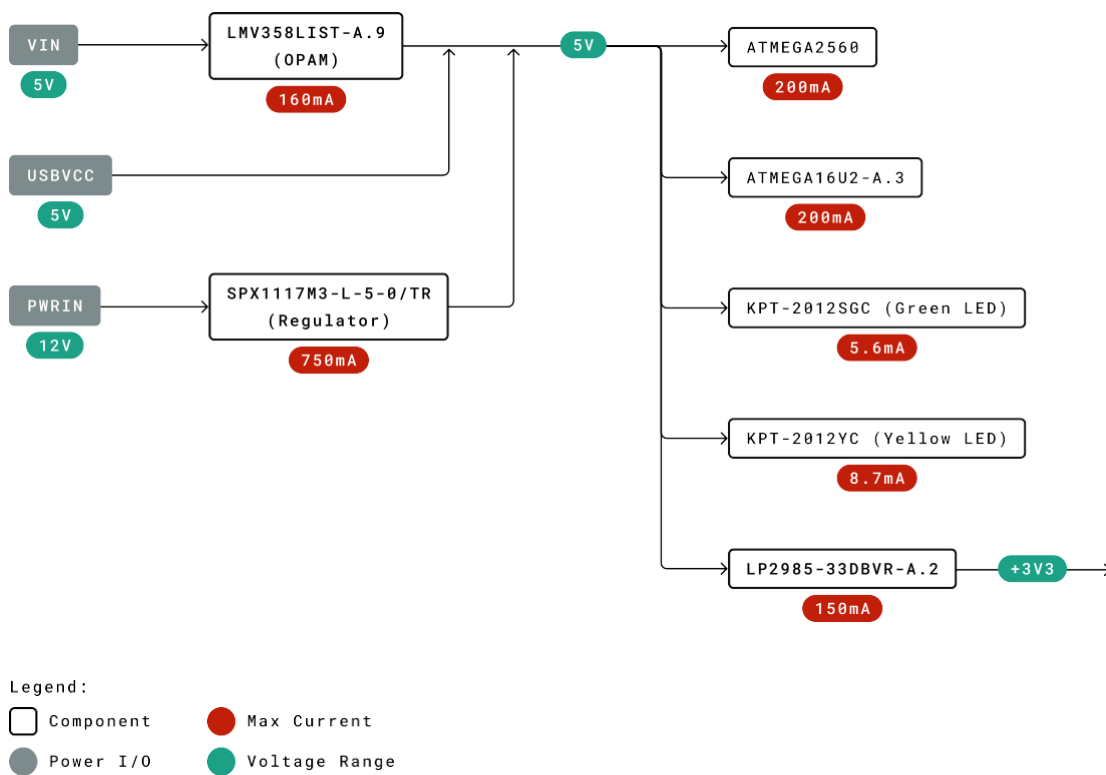 VIN
5V
LMV358LIST-A.9
(OPAM)
160mA
USBVCC
5V
PWRIN
12V
SPX1117M3-L-5-0/TR
(Regulator)
750mA
5V
ATMEGA2560
200mA
ATMEGA16U2-A.3
200mA
KPT-2012SGC (Green LED)
5.6mA
KPT-2012YC (Yellow LED)
8.7mA
LP2985-33DBVR-A.2
150mA
+3V3
Legend:
Component
Max Current
Power I/O
Voltage Range